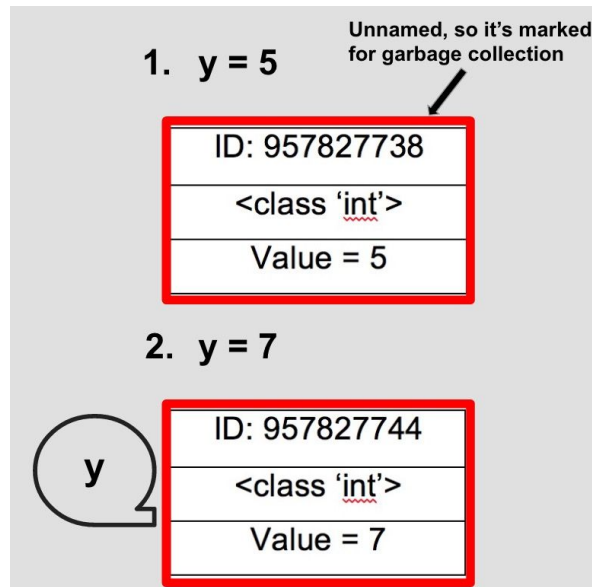 Unnamed, so it's marked
for garbage collection
1. y = 5
ID: 957827738
<class ‘int’>
Value = 5
2. y = 7
y
ID: 957827744
<class ‘int’>
Value = 7